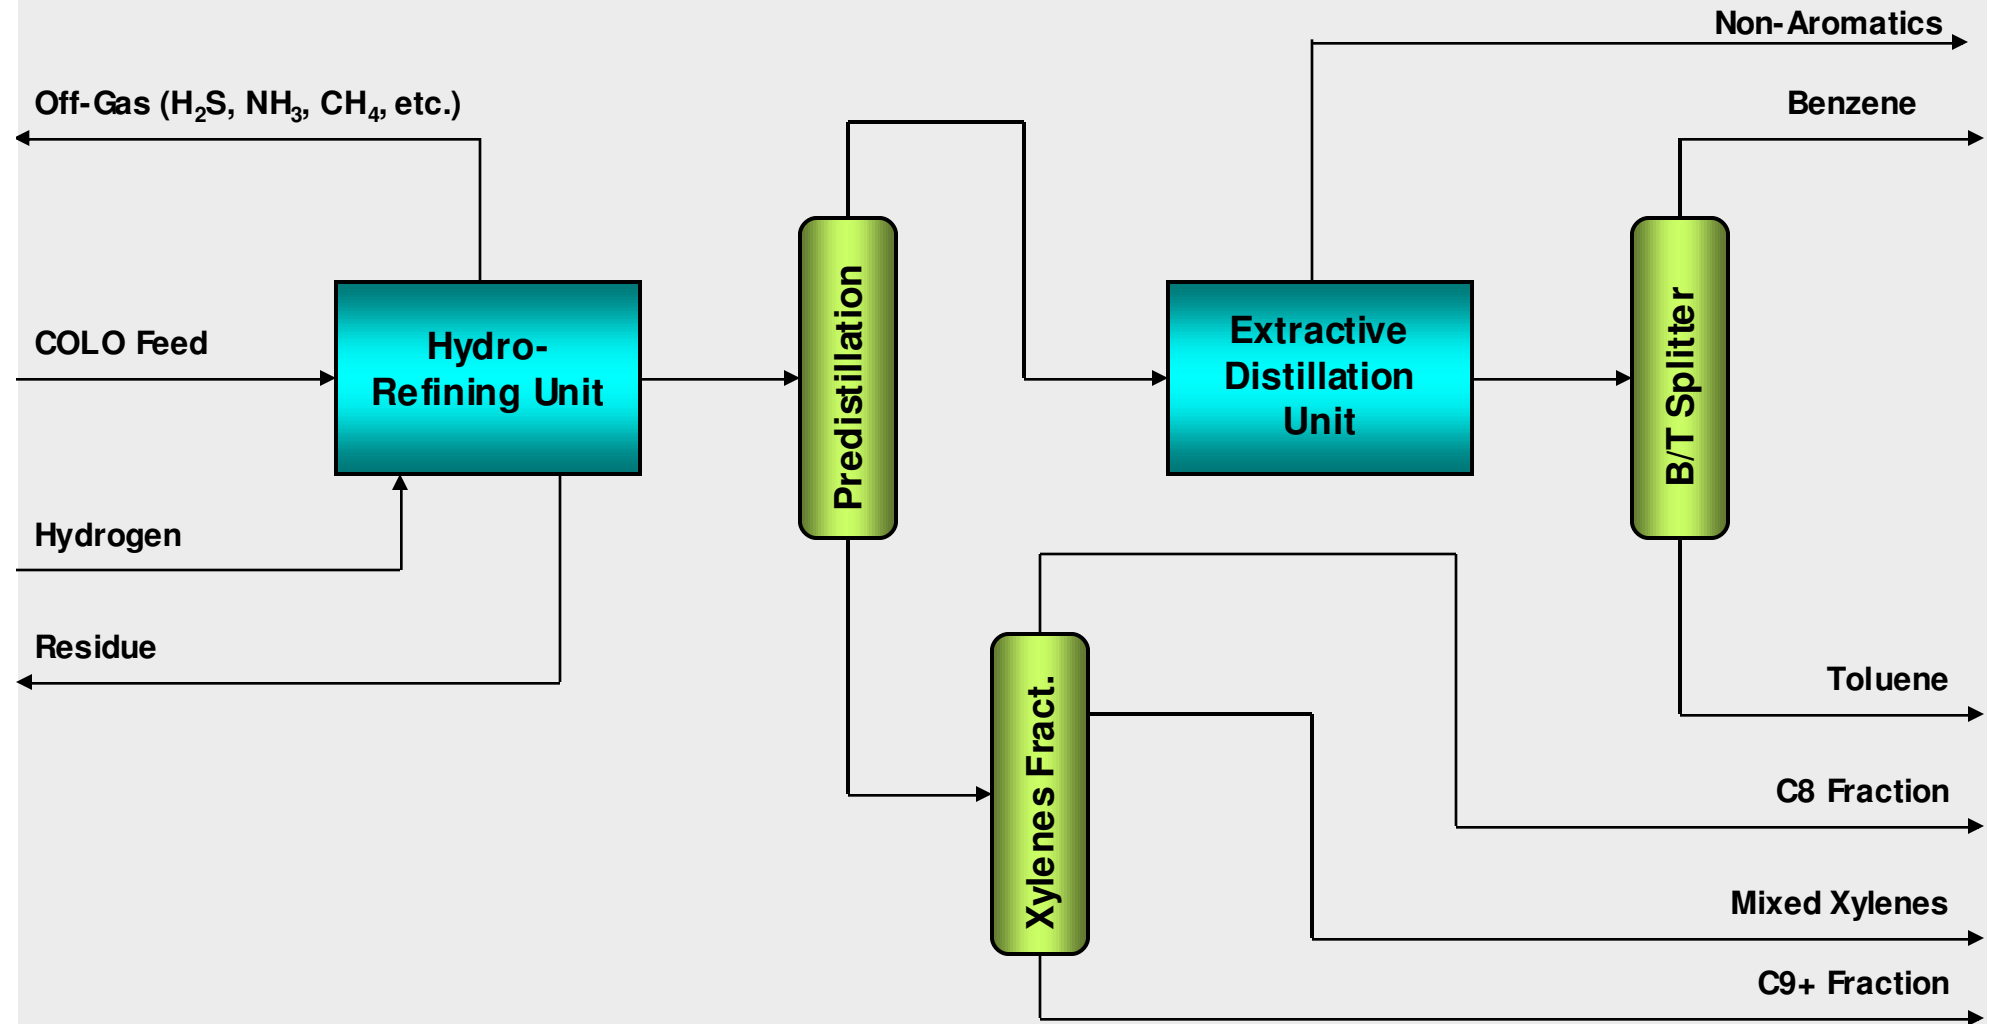 Non-Aromatics
Off-Gas (H₂S, NH₃, CH₄, etc.)
Benzene
COLO Feed
Hydro-
Refining Unit
Predistillation
Extractive
Distillation
Unit
B/T Splitter
Hydrogen
Residue
Xylenes Fract.
Toluene
C8 Fraction
Mixed Xylenes
C9+ Fraction